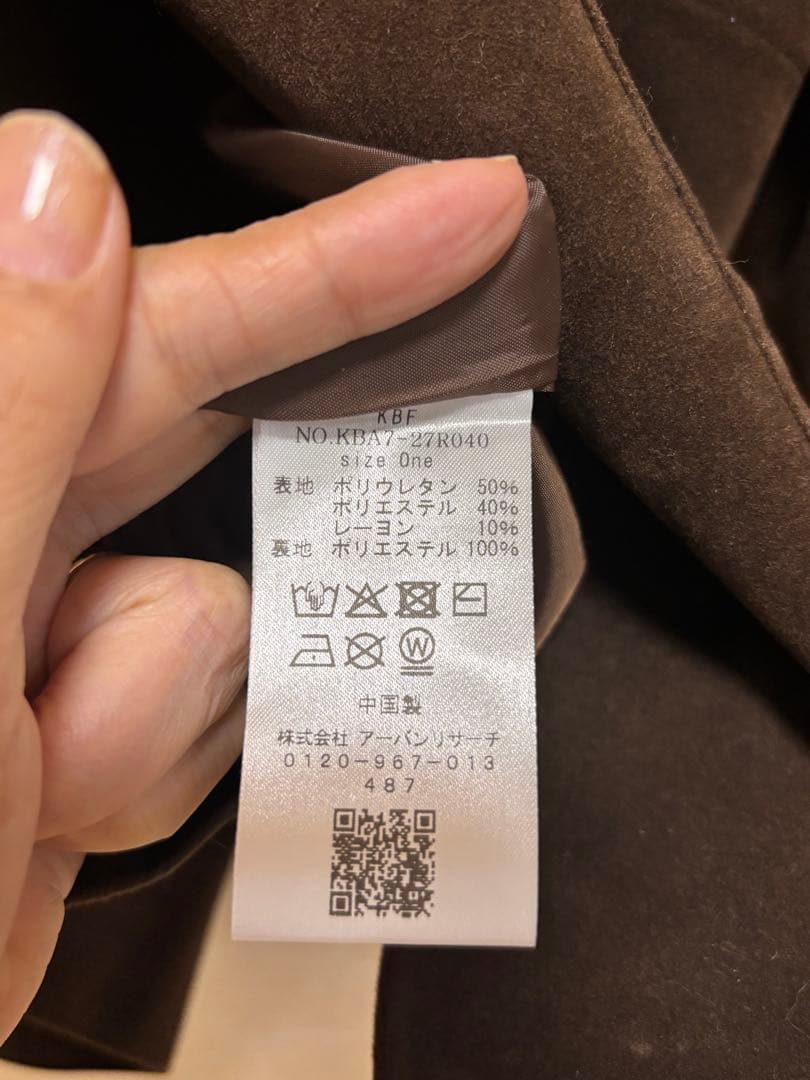 KBF
NO.KBA7-27R040
size One
表地 ポリウレタン 50%
ポリエステル 40%
レーヨン 10%
裏地 ポリエステル 100%
W
中国製
株式会社 アーバンリサーチ
0120-967-013
487